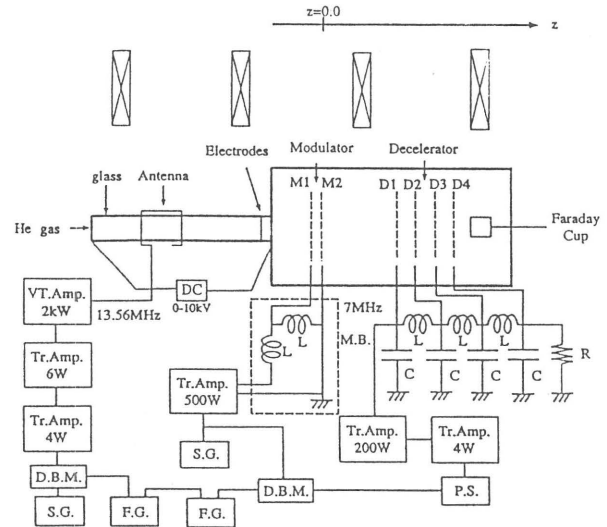 z=0.0
z
Modulator
Decelerator
Electrodes
glass
Antenna
M1 M2
D1 D2 D3 D4
He gas
Faraday
Cup
DC
0-10kV
VT.Amp.
2kW
13.56MHz
7MHz
M.B.
L
L
L
L
L
R
C
C
C
C
Tr.Amp.
6W
Tr.Amp.
500W
Tr.Amp.
4W
Tr.Amp.
200W
Tr.Amp.
4W
S.G.
D.B.M.
D.B.M.
P.S.
S.G.
F.G.
F.G.